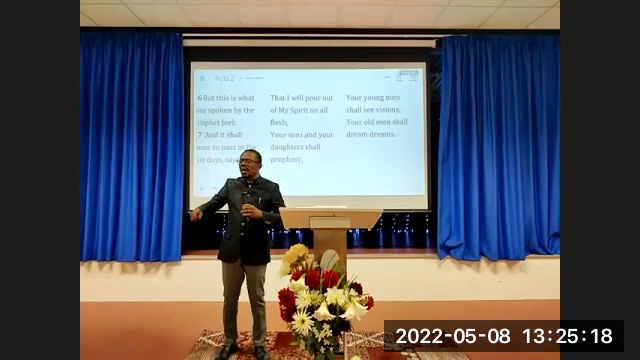 Acts 2
6 But this is what
was spoken by the
prophet Joel:
7 'And it shall
come to pass in the
last days, says
That I will pour out
of My Spirit on all
flesh;
Your sons and your
daughters shall
prophesy,
Your young men
shall see visions,
Your old men shall
dream dreams.
2022-05-08 13:25:18